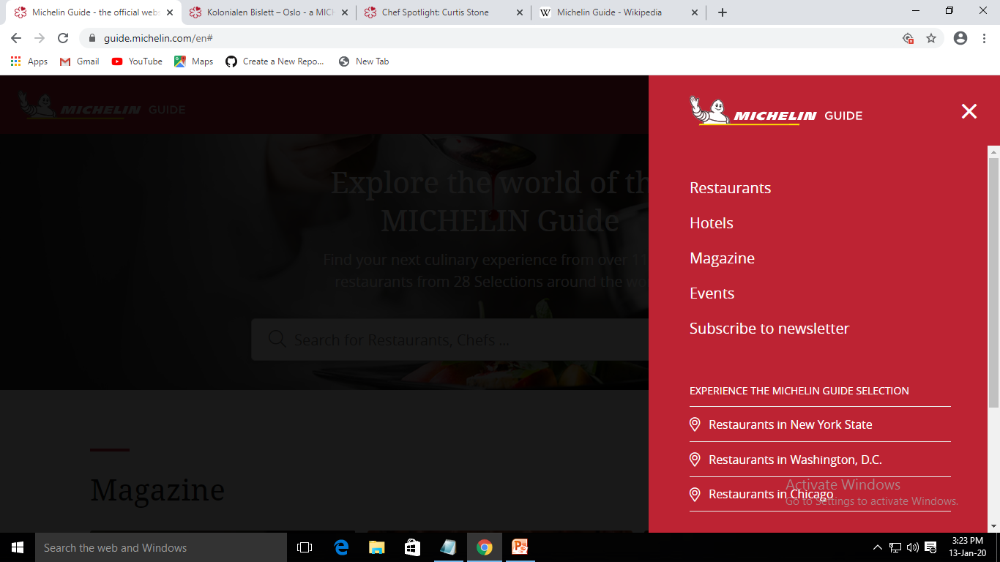 Michelin Guide - the official webs
Kolonialen Bislett – Oslo - a MICH
Chef Spotlight: Curtis Stone
Michelin Guide - Wikipedia
guide.michelin.com/en#
Apps
Gmail
YouTube
Maps
Create a New Repo...
New Tab
MICHELIN GUIDE
Explore the world of th
MICHELIN Guide
Find your next culinary experience from over 11
restaurants from 28 Selections around the wo
Search for Restaurants, Chefs ...
Magazine
MICHELIN GUIDE
Restaurants
Hotels
Magazine
Events
Subscribe to newsletter
EXPERIENCE THE MICHELIN GUIDE SELECTION
Restaurants in New York State
Restaurants in Washington, D.C.
Restaurants in Chicago
Activate Windows
Go to Settings to activate Windows.
Search the web and Windows
3:23 PM
13-Jan-20